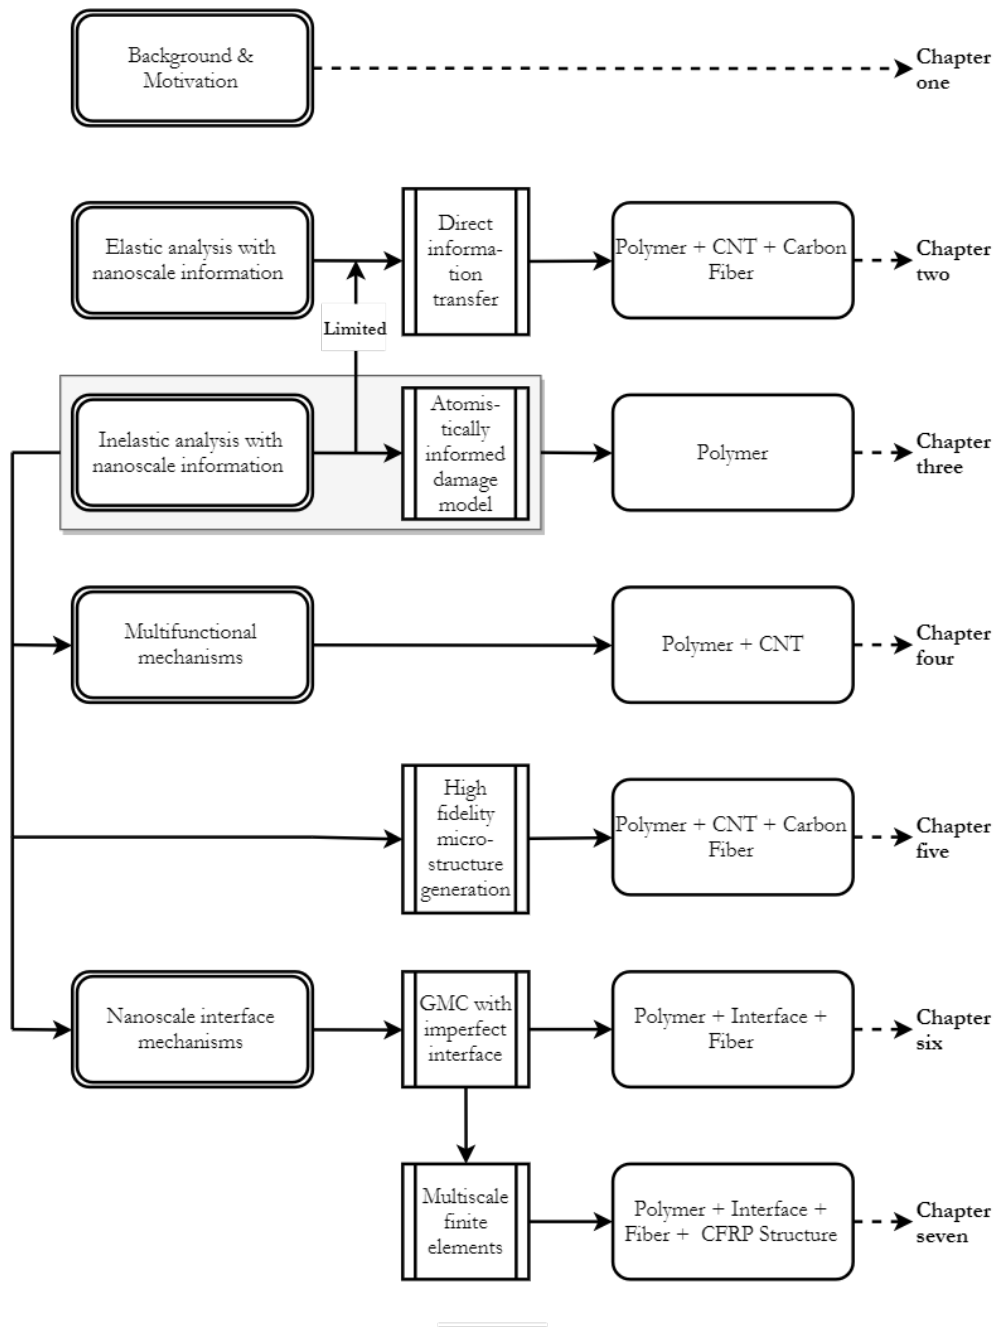 Background &
Motivation
Chapter
one
Elastic analysis with
nanoscale information
Direct
informa-
tion
transfer
Polymer + CNT + Carbon
Fiber
Chapter
two
Limited
Inelastic analysis with
nanoscale information
Atomis-
tically
informed
damage
model
Polymer
Chapter
three
Multifunctional
mechanisms
Polymer + CNT
Chapter
four
High
fidelity
micro-
structure
generation
Polymer + CNT + Carbon
Fiber
Chapter
five
Nanoscale interface
mechanisms
GMC with
imperfect
interface
Polymer + Interface +
Fiber
Chapter
six
Multiscale
finite
elements
Polymer + Interface +
Fiber + CFRP Structure
Chapter
seven